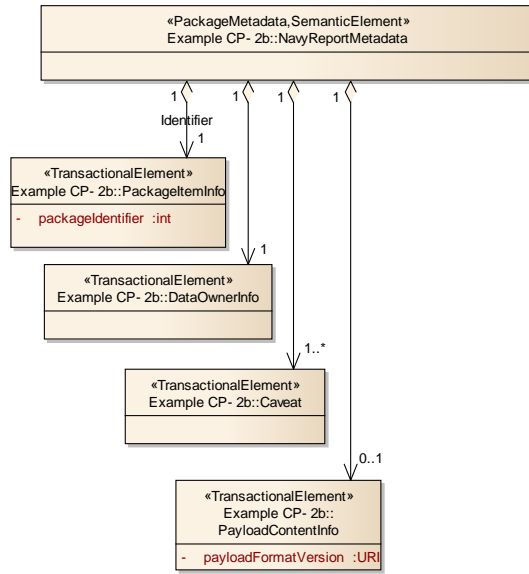 «PackageMetadata,SemanticElement»
Example CP- 2b::NavyReportMetadata
1
1
1
1
Identifier
1
«TransactionalElement»
Example CP- 2b::PackageItemInfo
- packageIdentifier :int
1
«TransactionalElement»
Example CP- 2b::DataOwnerInfo
1..*
«TransactionalElement»
Example CP- 2b::Caveat
0..1
«TransactionalElement»
Example CP- 2b::
PayloadContentInfo
- payloadFormatVersion :URI